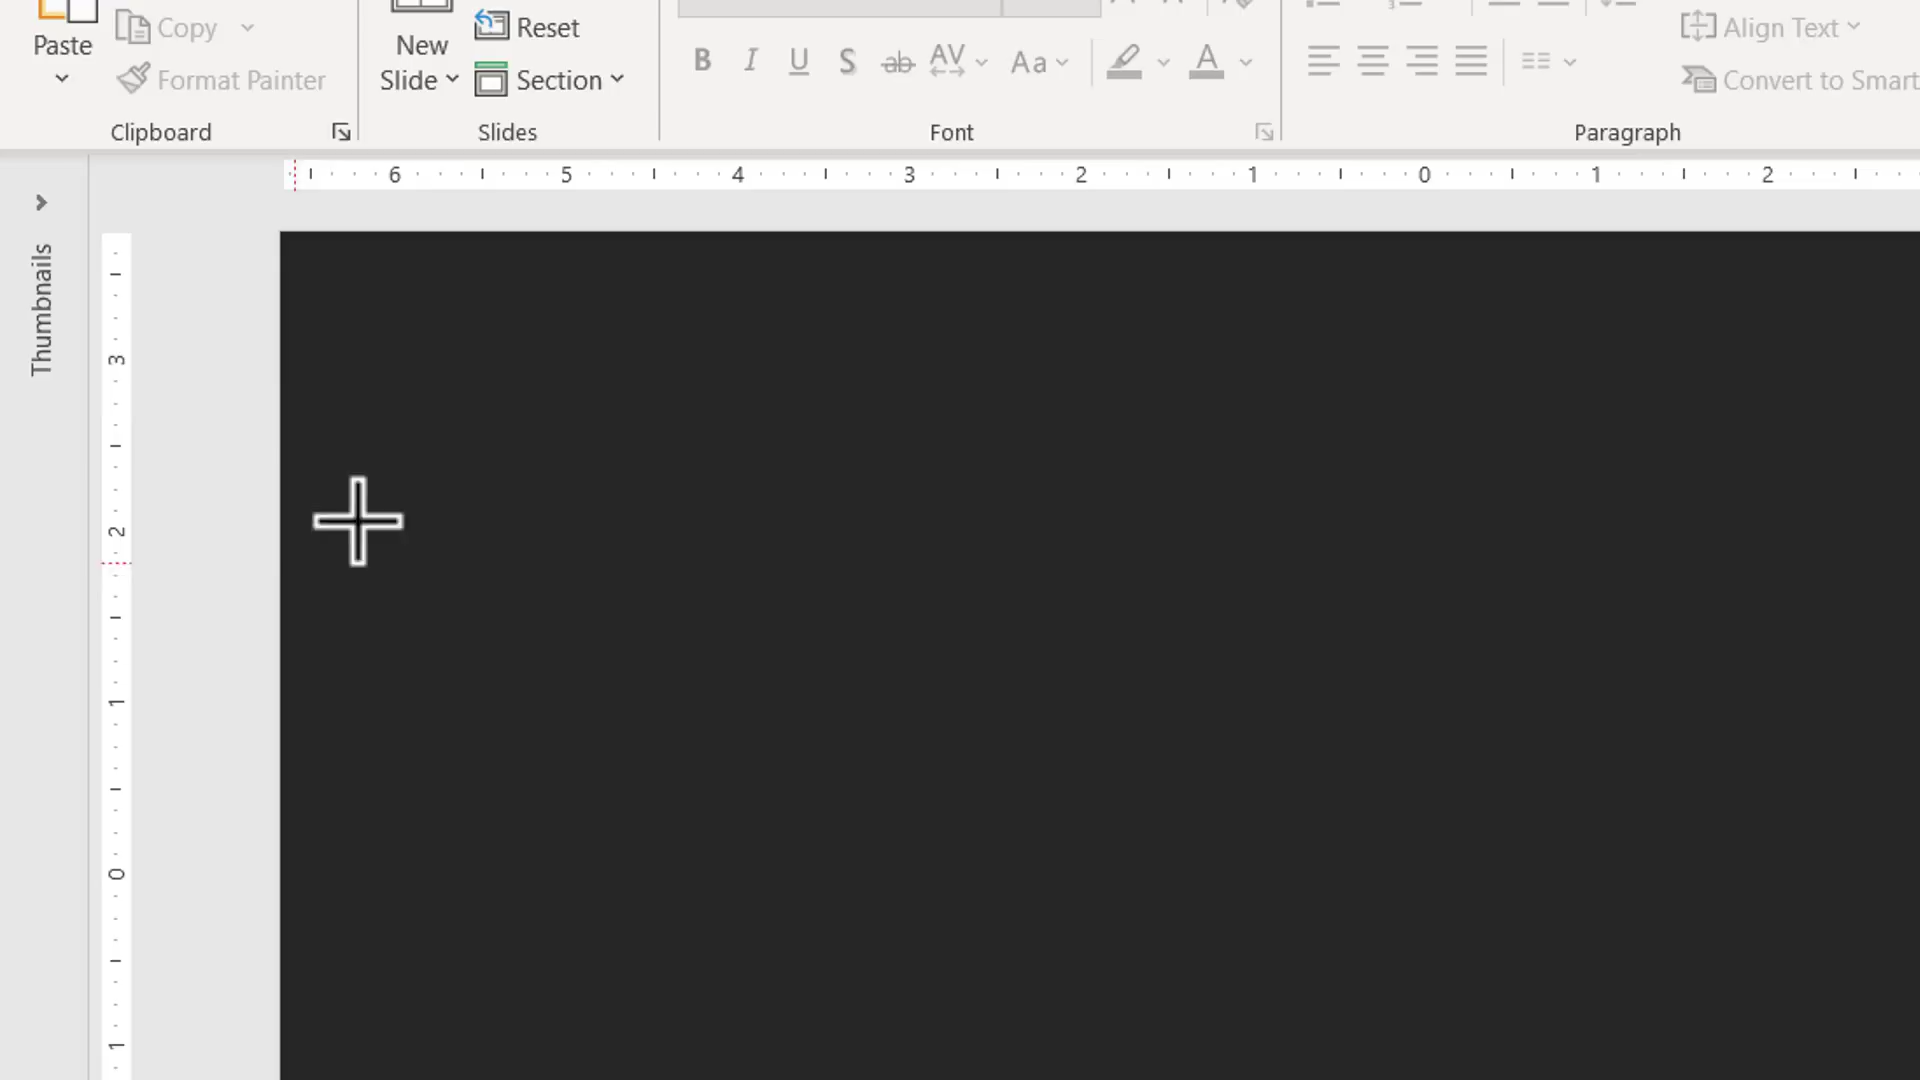 Paste
Copy
Format Painter
Clipboard
New
Slide
Reset
Section
Slides
B I U S ab AV Aa A
Font
Align Text
Convert to Smart
Paragraph
6 5 4 3 2 1 0 1 2
Thumbnails
3
2
1
0
1